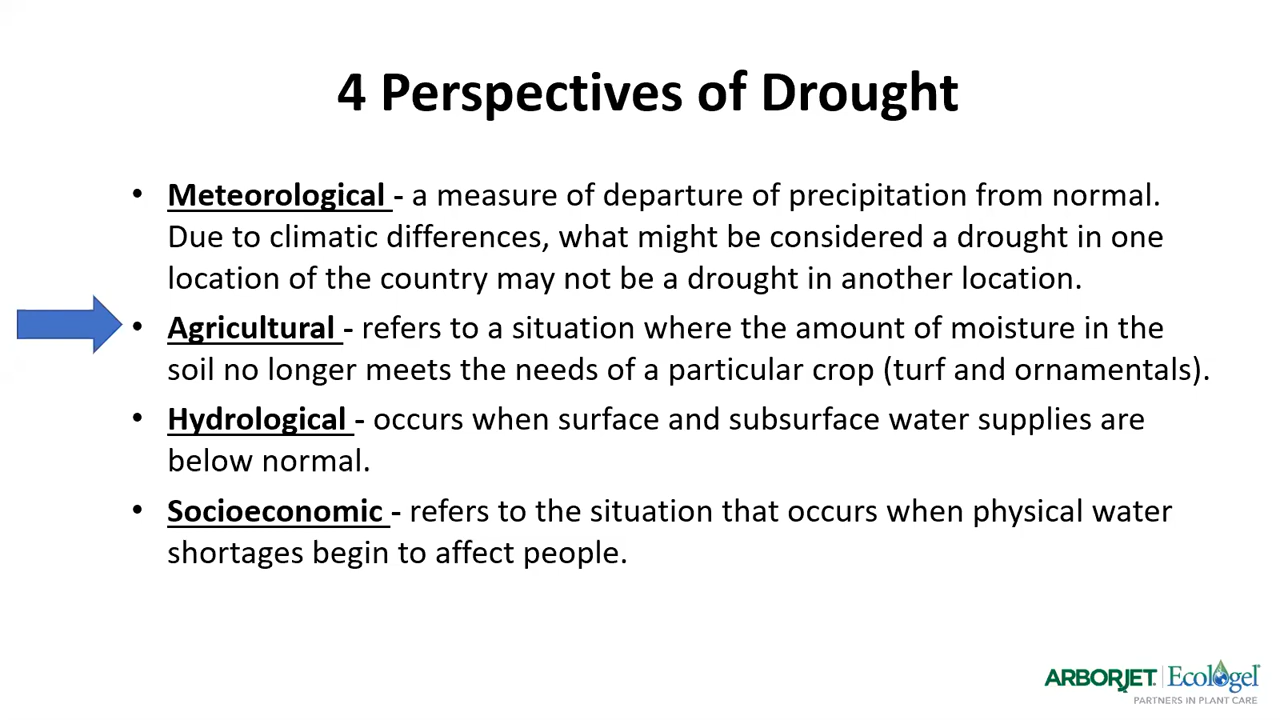 4 Perspectives of Drought
• Meteorological - a measure of departure of precipitation from normal.
Due to climatic differences, what might be considered a drought in one
location of the country may not be a drought in another location.
• Agricultural - refers to a situation where the amount of moisture in the
soil no longer meets the needs of a particular crop (turf and ornamentals).
• Hydrological - occurs when surface and subsurface water supplies are
below normal.
• Socioeconomic - refers to the situation that occurs when physical water
shortages begin to affect people.
ARBORJET | Ecologel
PARTNERS IN PLANT CARE